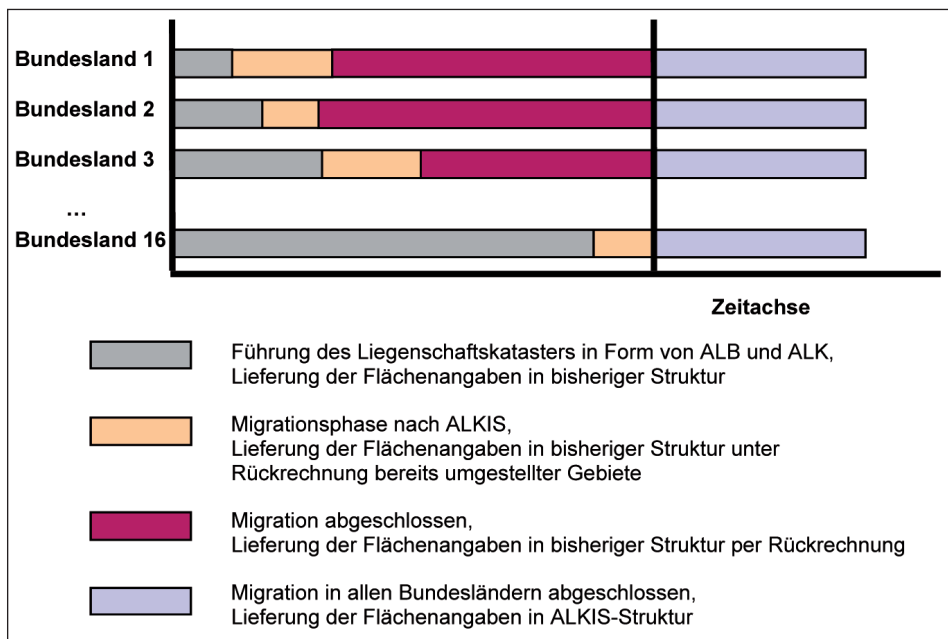 Bundesland 1
Bundesland 2
Bundesland 3
...
Bundesland 16
Zeitachse
Führung des Liegenschaftskatasters in Form von ALB und ALK,
Lieferung der Flächenangaben in bisheriger Struktur
Migrationsphase nach ALKIS,
Lieferung der Flächenangaben in bisheriger Struktur unter
Rückrechnung bereits umgestellter Gebiete
Migration abgeschlossen,
Lieferung der Flächenangaben in bisheriger Struktur per Rückrechnung
Migration in allen Bundesländern abgeschlossen,
Lieferung der Flächenangaben in ALKIS-Struktur